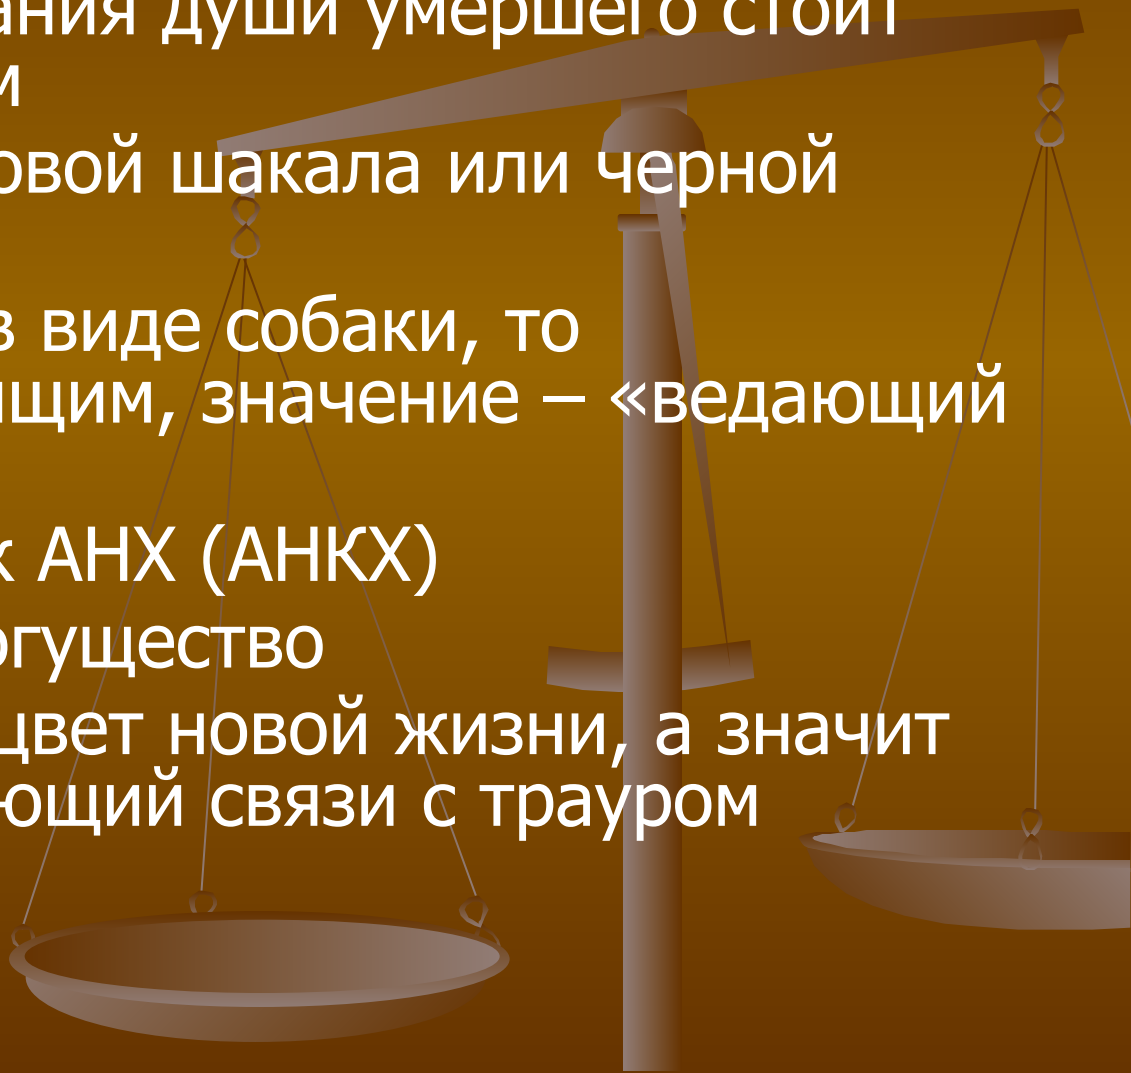 ания души умершего стоит
м
овой шакала или черной
в виде собаки, то
щим, значение – «ведающий
к АНХ (АНКХ)
огущество
цвет новой жизни, а значит
ющий связи с трауром